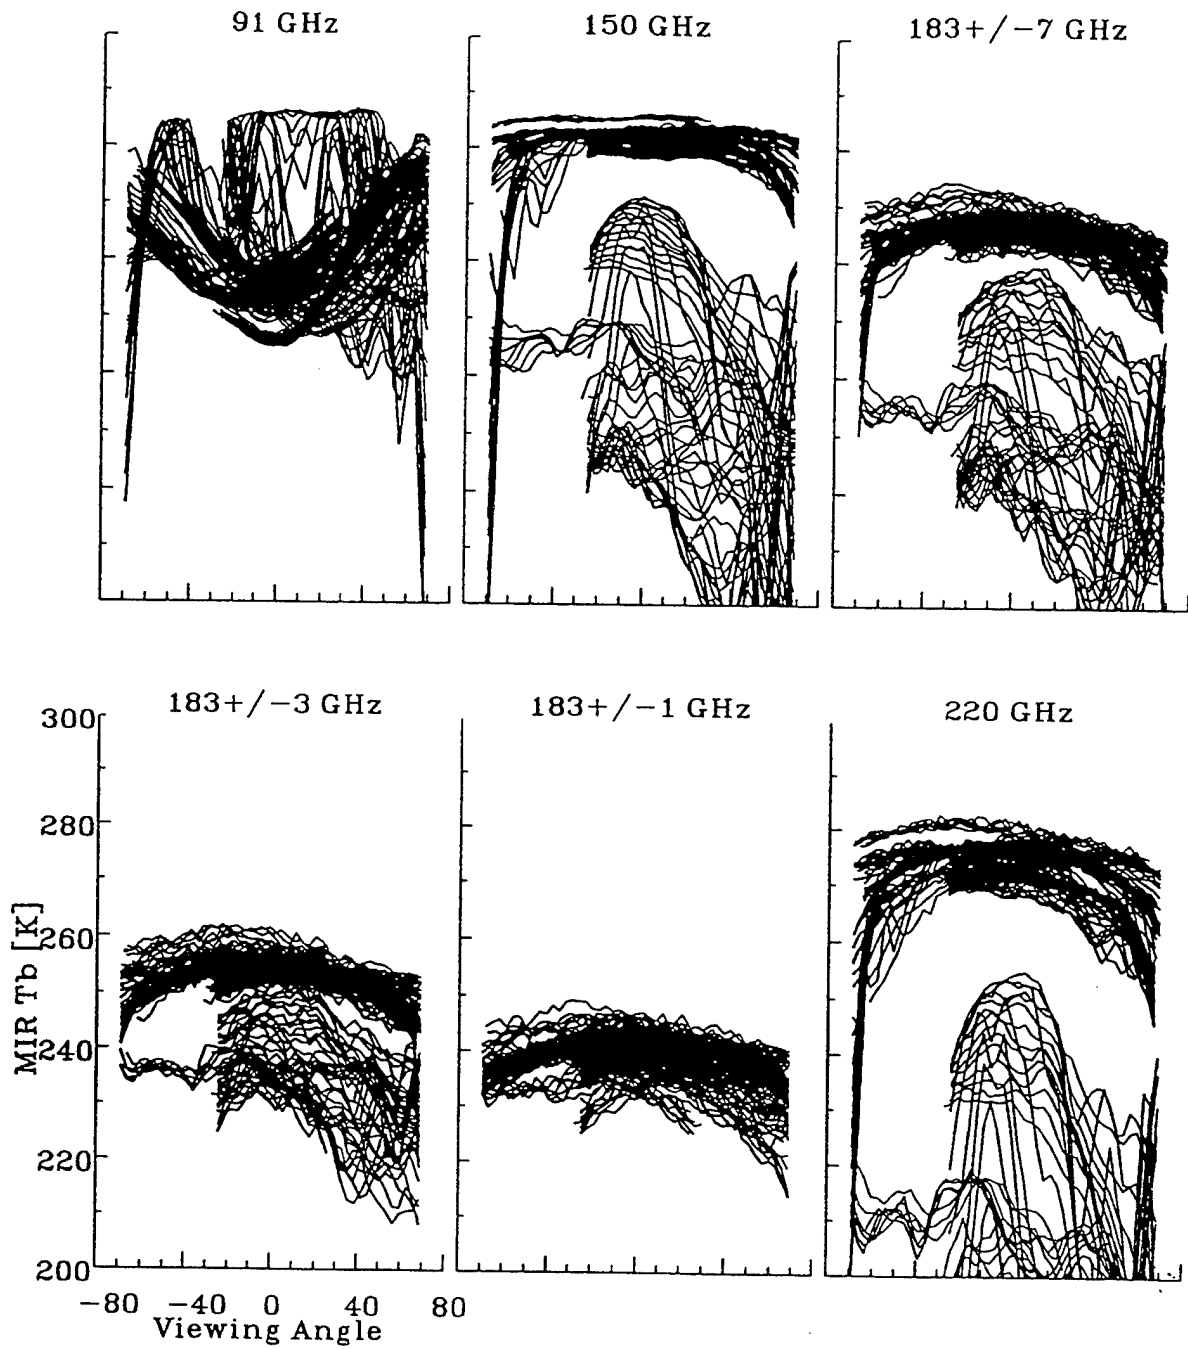 91 GHz
150 GHz
183+/-7 GHz
183+/-3 GHz
183+/-1 GHz
220 GHz
300
280
260
240
220
200
MIR Tb [K]
-80 -40 0 40 80
Viewing Angle